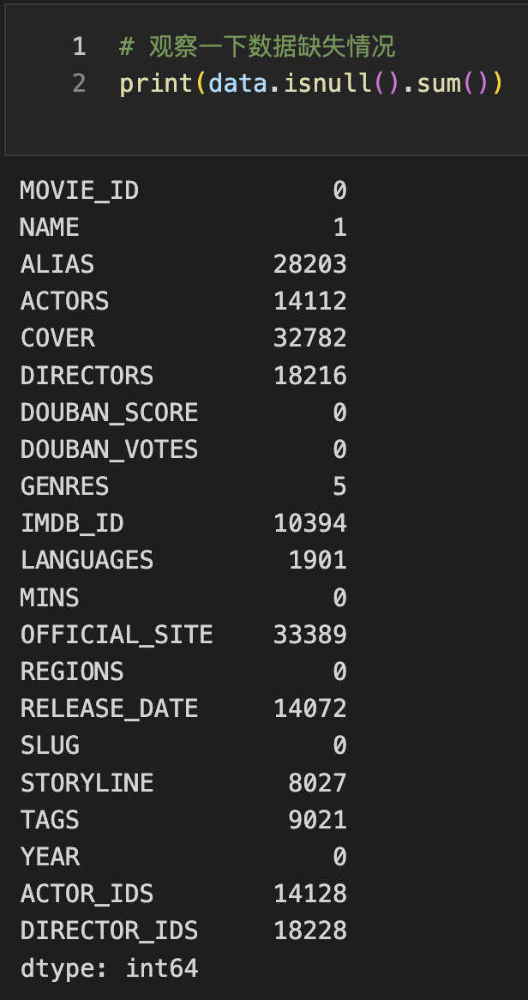 1 # 观察一下数据缺失情况
2 print(data.isnull().sum())
MOVIE_ID 0
NAME 1
ALIAS 28203
ACTORS 14112
COVER 32782
DIRECTORS 18216
DOUBAN_SCORE 0
DOUBAN_VOTES 0
GENRES 5
IMDB_ID 10394
LANGUAGES 1901
MINS 0
OFFICIAL_SITE 33389
REGIONS 0
RELEASE_DATE 14072
SLUG 0
STORYLINE 8027
TAGS 9021
YEAR 0
ACTOR_IDS 14128
DIRECTOR_IDS 18228
dtype: int64